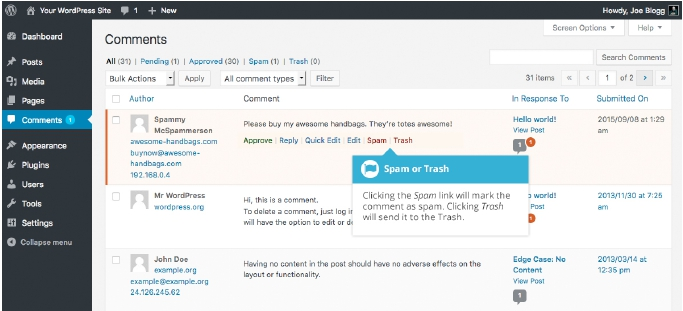 Your WordPress Site 1 + New Howdy, Joe Blogg
Screen Options Help
Dashboard
Posts
Media
Pages
Comments 1
Appearance
Plugins
Users
Tools
Settings
Collapse menu
Comments
All (31) | Pending (1) | Approved (30) | Spam (1) | Trash (0)
Search Comments
Bulk Actions Apply All comment types Filter 31 items « ‹ 1 of 2 › »
Author Comment In Response To Submitted On
Spammy
McSpammerson
awesome-handbags.com
buynow@awesome-
handbags.com
192.168.0.4
Please buy my awesome handbags. They're totes adorbs!
Approve | Reply | Quick Edit | Edit | Spam | Trash
Hello world!
View Post
1 1
2015/09/08 at 1:29
am
Spam or Trash
Clicking the Spam link will mark the
comment as spam. Clicking Trash
will send it to the Trash.
Mr WordPress
wordpress.org
Hi, this is a comment.
To delete a comment, just log in
will have the option to edit or de
world!
Post
1
2013/11/30 at 7:25
am
John Doe
example.org
example@example.org
24.126.245.62
Having no content in the post should have no adverse effects on the
layout or functionality.
Edge Case: No
Content
View Post
1
2013/03/14 at
12:35 pm